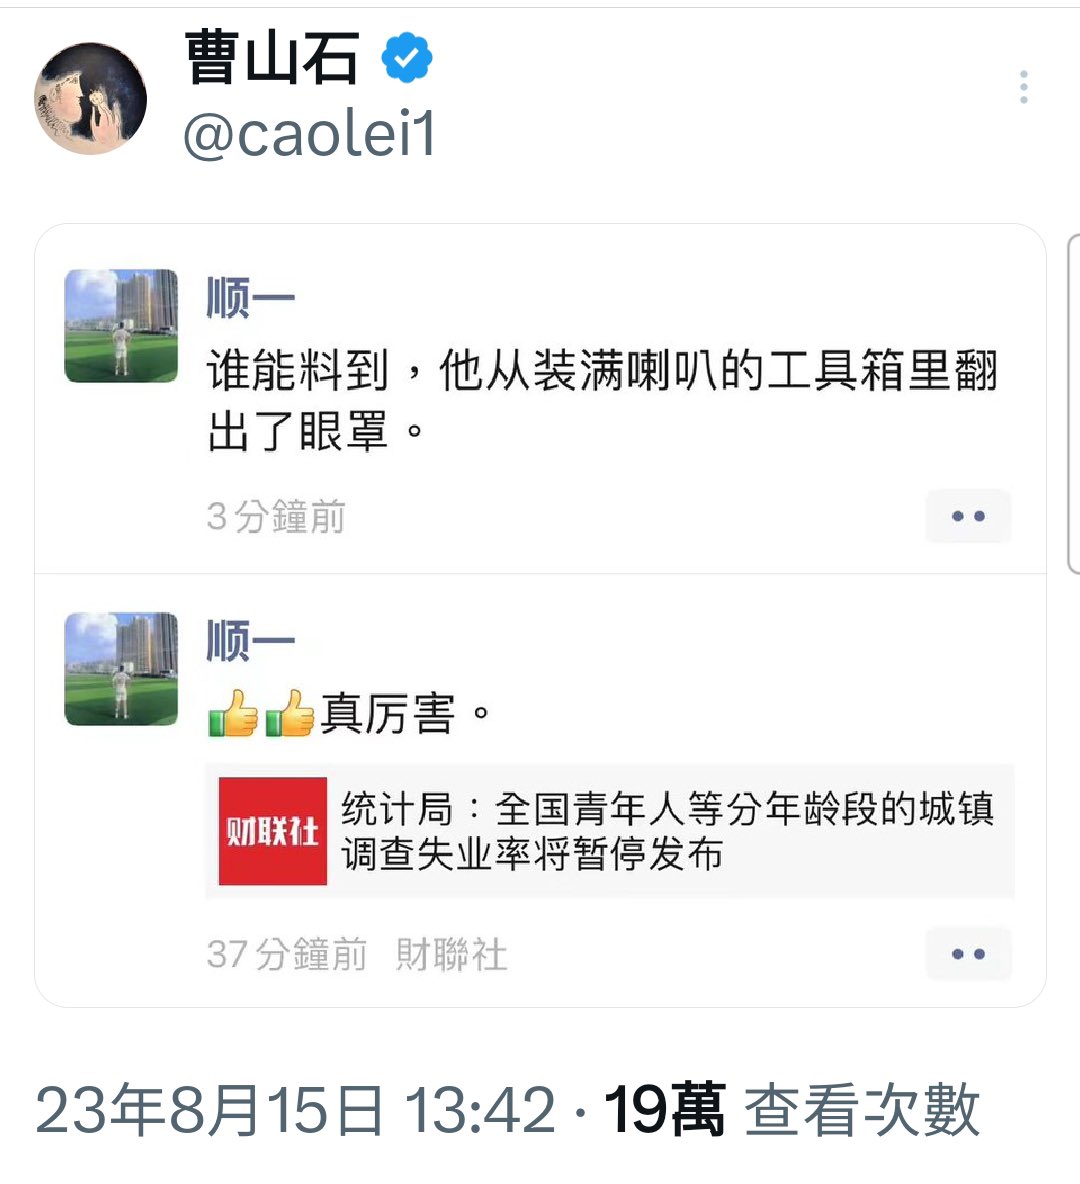 曹山石
@caolei1
顺一
谁能料到，他从装满喇叭的工具箱里翻
出了眼罩。
3分鐘前
顺一
👍👍真厉害。
财联社
统计局：全国青年人等分年龄段的城镇
调查失业率将暂停发布
37分鐘前 財聯社
23年8月15日 13:42 · 19萬 查看次數